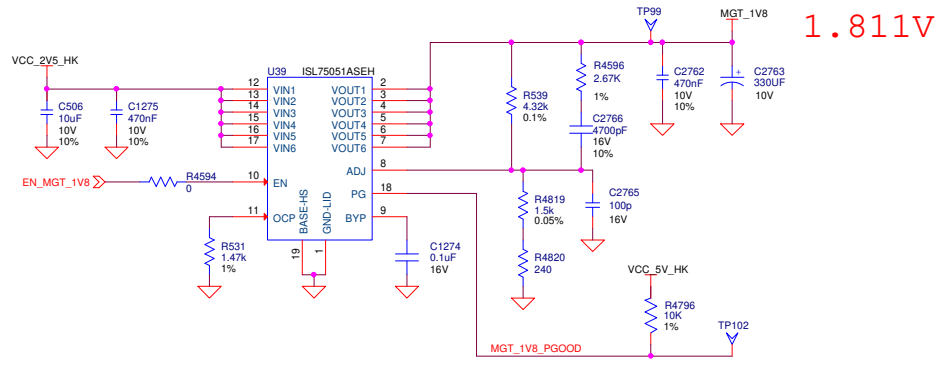 TP99
MGT_1V8
1.811V
VCC_2V5_HK
U39 ISL75051ASEH
C506
10uF
10V
10%
C1275
470nF
10V
10%
12 VIN1 VOUT1 2
13 VIN2 VOUT2 3
14 VIN3 VOUT3 4
15 VIN4 VOUT4 5
16 VIN5 VOUT5 6
17 VIN6 VOUT6 7
ADJ 8
PG 18
BYP 9
10 EN
11 OCP
BASE-HS
GND-LID
19
1
EN_MGT_1V8
R4594
0
R531
1.47k
1%
C1274
0.1uF
16V
R539
4.32k
0.1%
R4596
2.67K
1%
C2766
4700pF
16V
10%
C2762
470nF
10V
10%
C2763
330UF
10V
+
R4819
1.5k
0.05%
C2765
100p
16V
R4820
240
VCC_5V_HK
R4796
10K
1%
TP102
MGT_1V8_PGOOD